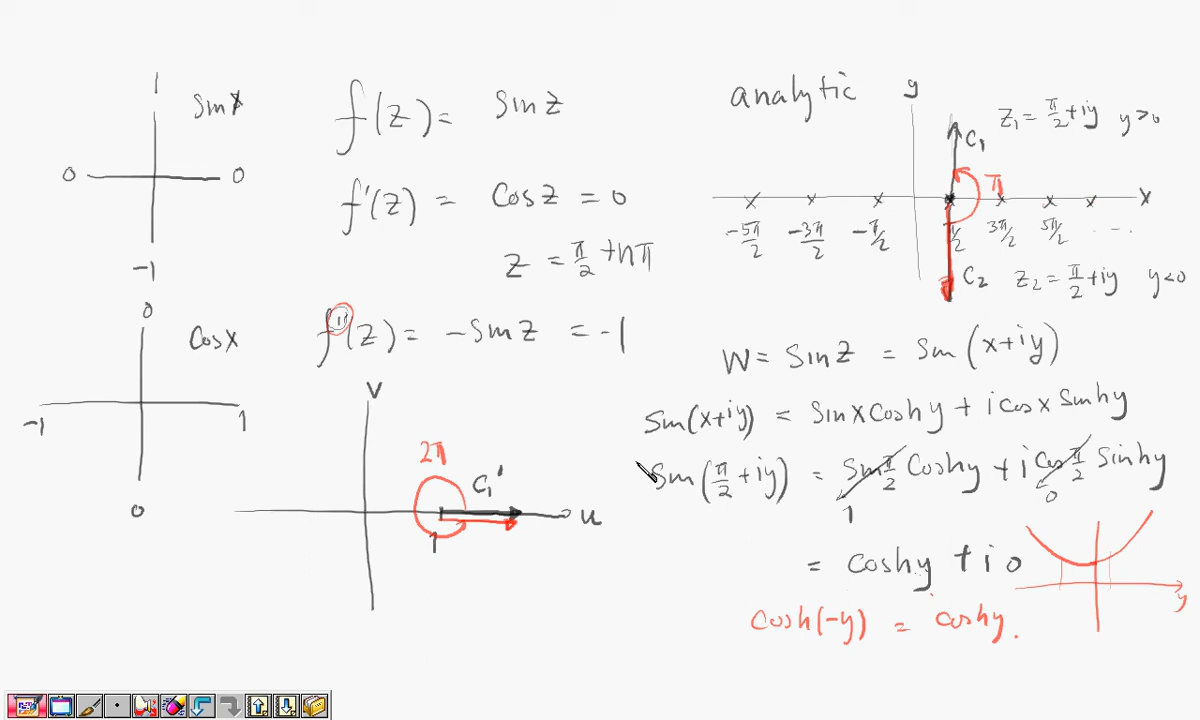 1
Sin x
0 0
-1
0
Cos x
-1 1
0
f(z) = Sin z
f'(z) = Cos z = 0
z = π/2 + nπ
f''(z) = -Sin z = -1
V
2π
C₁'
u
1
analytic
y
C₁
z₁ = π/2 + iy y > 0
π
x
-5π/2 -3π/2 -π/2 π/2 3π/2 5π/2 ...
C₂
z₂ = π/2 + iy y < 0
W = Sin z = Sin (x+iy)
Sin(x+iy) = Sin x Cosh y + i Cos x Sinh y
Sin(π/2 + iy) = Sin π/2 Cosh y + i Cos π/2 Sinh y
1 0
= cosh y + i 0
y
Cosh(-y) = coshy.